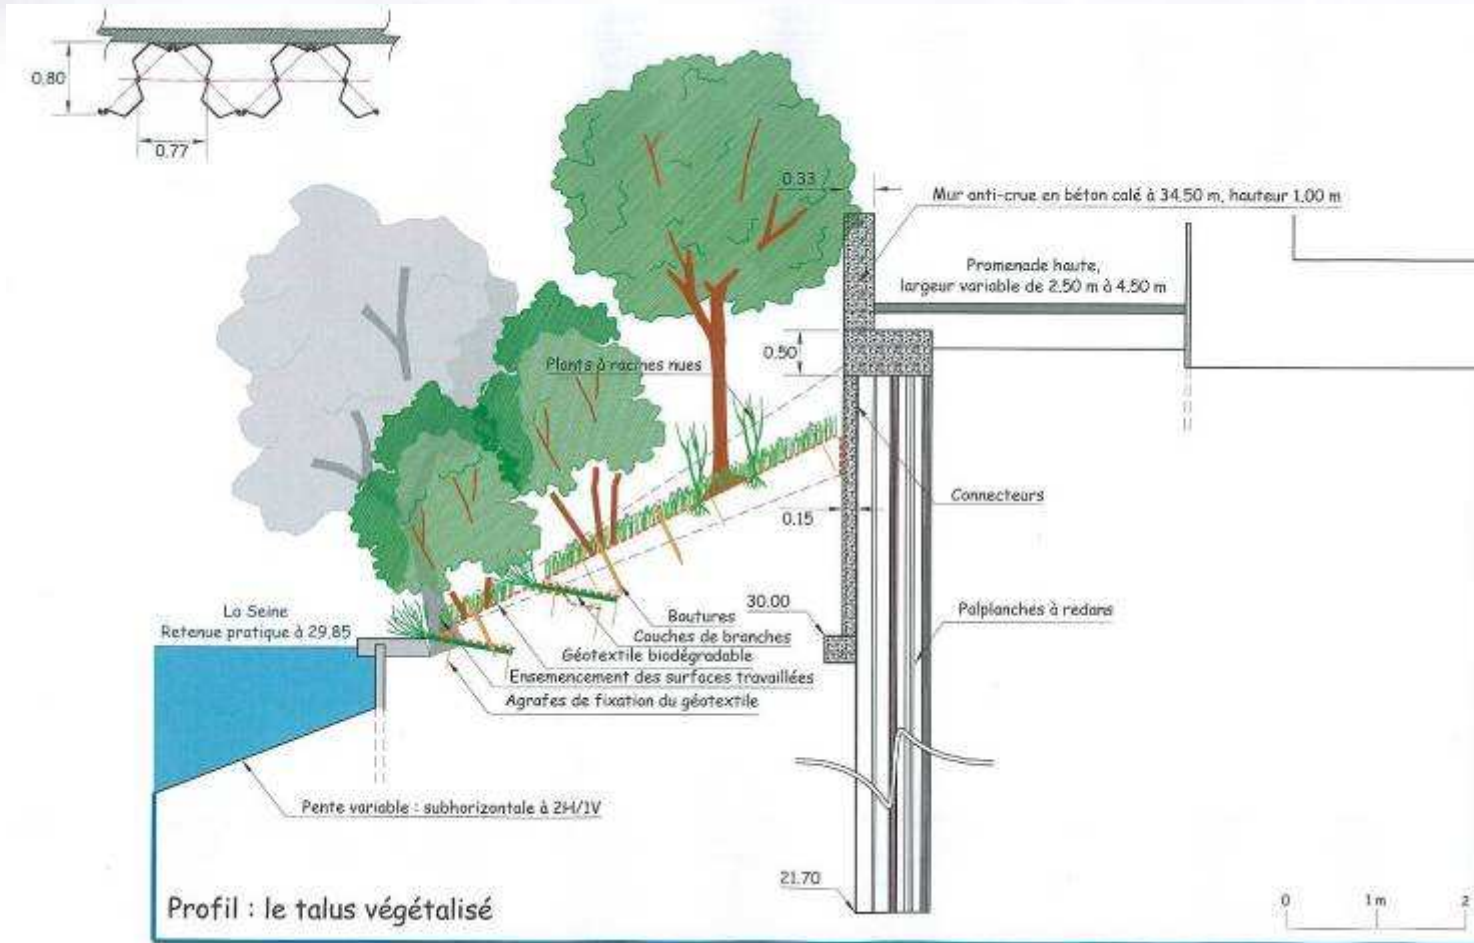 0.80
0.77
0.33
Mur anti-crue en béton calé à 34.50 m, hauteur 1.00 m
Promenade haute,
largeur variable de 2.50 m à 4.50 m
0.50
Plants à racines nues
Connecteurs
0.15
La Seine
Retenue pratique à 29.85
30.00
Boutures
Couches de branches
Géotextile biodégradable
Ensemencement des surfaces travaillées
Agrafes de fixation du géotextile
Palplanches à redans
Pente variable : subhorizontale à 2H/1V
21.70
Profil : le talus végétalisé
0 1 m 2